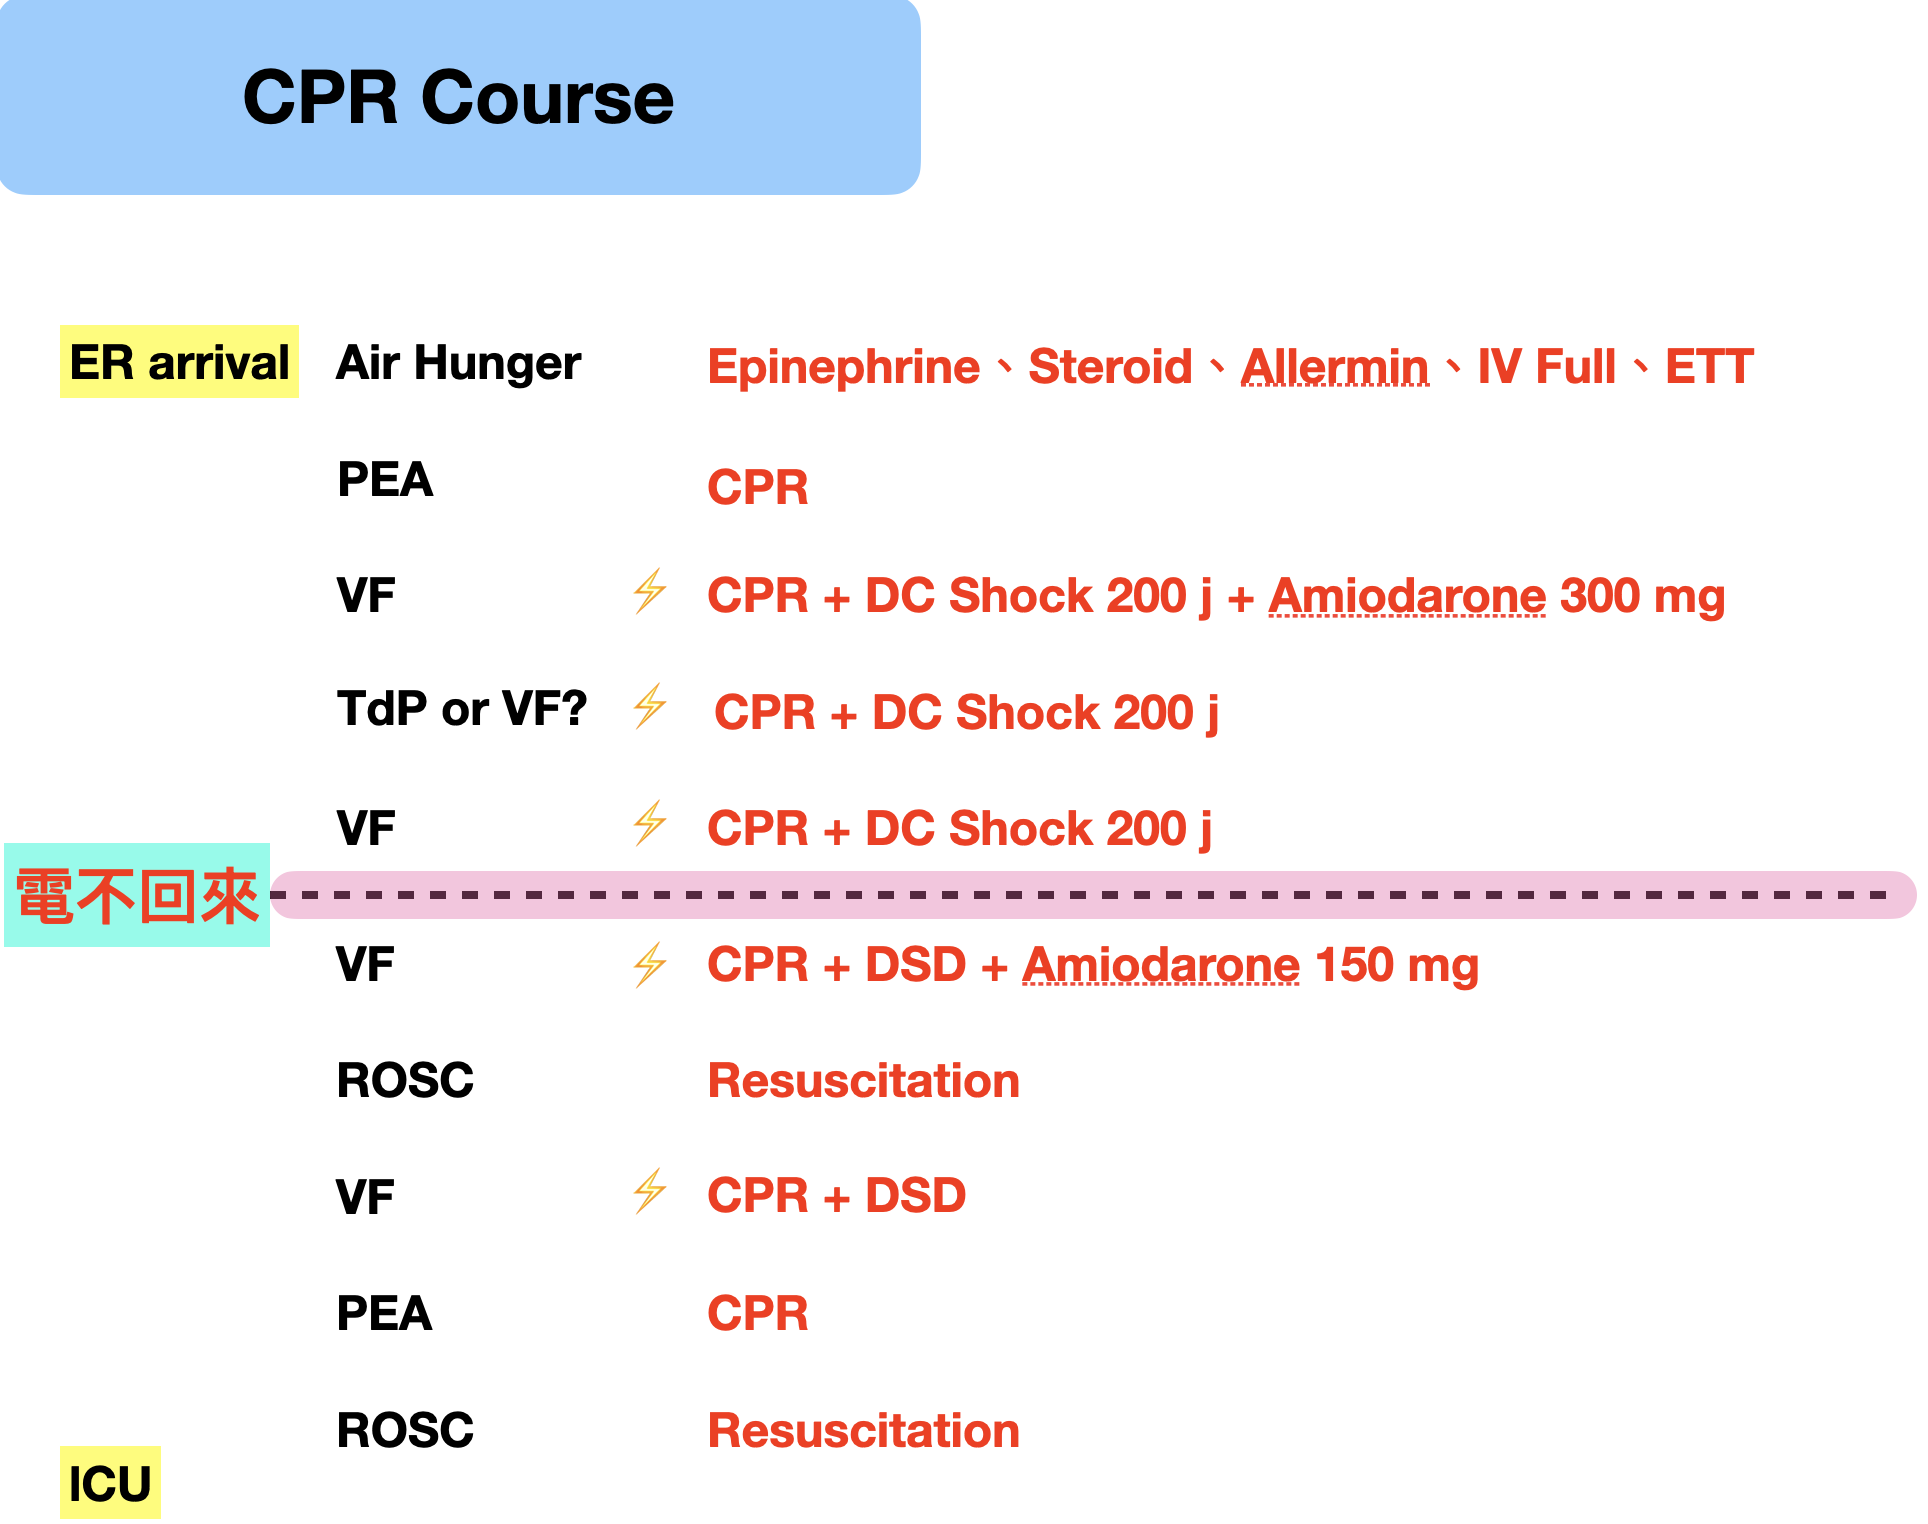 CPR Course
ER arrival Air Hunger Epinephrine、Steroid、Allermin、IV Full、ETT
PEA CPR
VF ⚡ CPR + DC Shock 200 j + Amiodarone 300 mg
TdP or VF? ⚡ CPR + DC Shock 200 j
VF ⚡ CPR + DC Shock 200 j
電不回來
VF ⚡ CPR + DSD + Amiodarone 150 mg
ROSC Resuscitation
VF ⚡ CPR + DSD
PEA CPR
ROSC Resuscitation
ICU